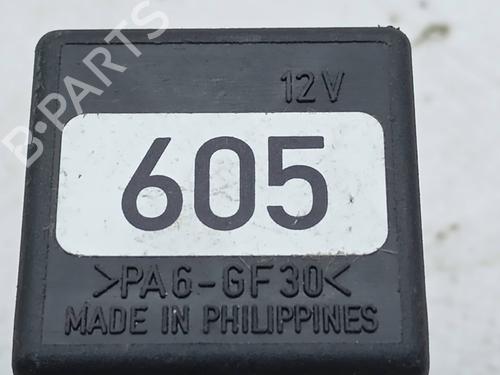 B-PARTS
12V
605
>PA6-GF30<
MADE IN PHILIPPINES